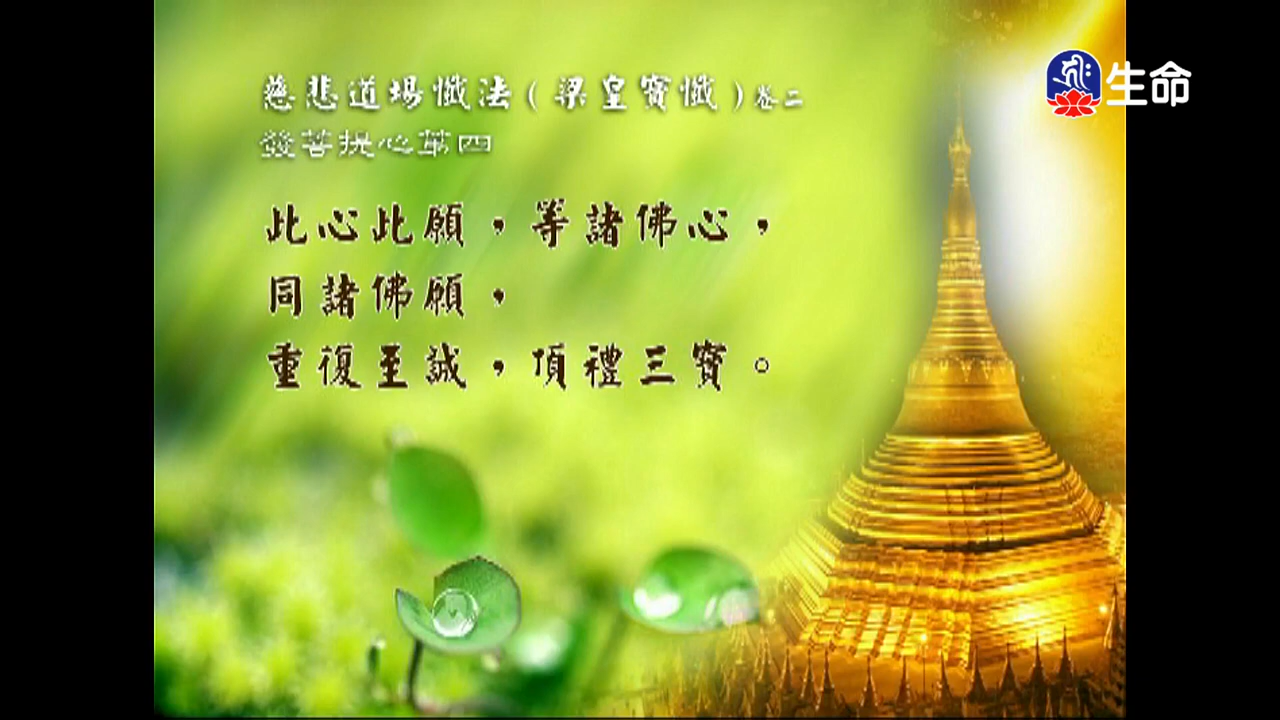 慈悲道場懺法(梁皇寶懺)卷二
生命
發菩提心第四
此心此願，等諸佛心，
同諸佛願，
重復至誠，頂禮三寶。